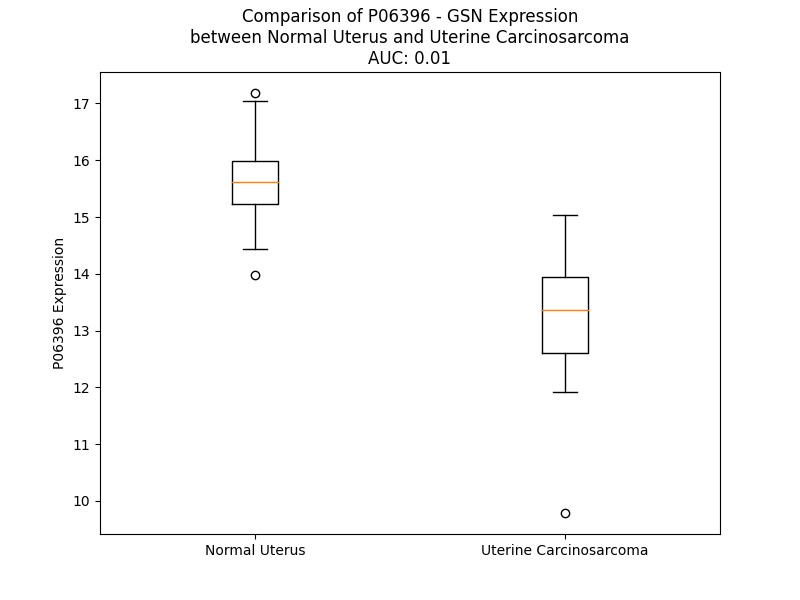 Comparison of P06396 - GSN Expression
between Normal Uterus and Uterine Carcinosarcoma
AUC: 0.01
17
16
15
14
13
12
11
10
P06396 Expression
Normal Uterus
Uterine Carcinosarcoma